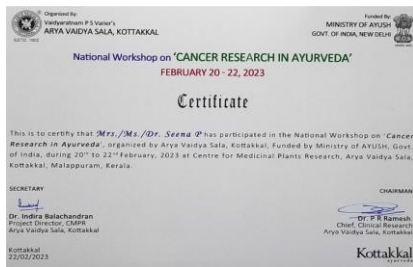 Organized By:
Vaidyaratnam P S Varier's
ARYA VAIDYA SALA, KOTTAKKAL
Funded By:
MINISTRY OF AYUSH
GOVT. OF INDIA, NEW DELHI
National Workshop on 'CANCER RESEARCH IN AYURVEDA'
FEBRUARY 20 - 22, 2023
Certificate
This is to certify that Mrs./Ms./Dr. Seena P has participated in the National Workshop on 'Cancer
Research in Ayurveda', organized by Arya Vaidya Sala, Kottakkal, Funded by Ministry of AYUSH, Govt.
of India, during 20th to 22nd February, 2023 at Centre for Medicinal Plants Research, Arya Vaidya Sala,
Kottakkal, Malappuram, Kerala.
SECRETARY
Dr. Indira Balachandran
Project Director, CMPR
Arya Vaidya Sala, Kottakkal
Kottakkal
22/02/2023
CHAIRMAN
Dr. P R Ramesh
Chief, Clinical Research
Arya Vaidya Sala, Kottakkal
Kottakkal
ayurveda